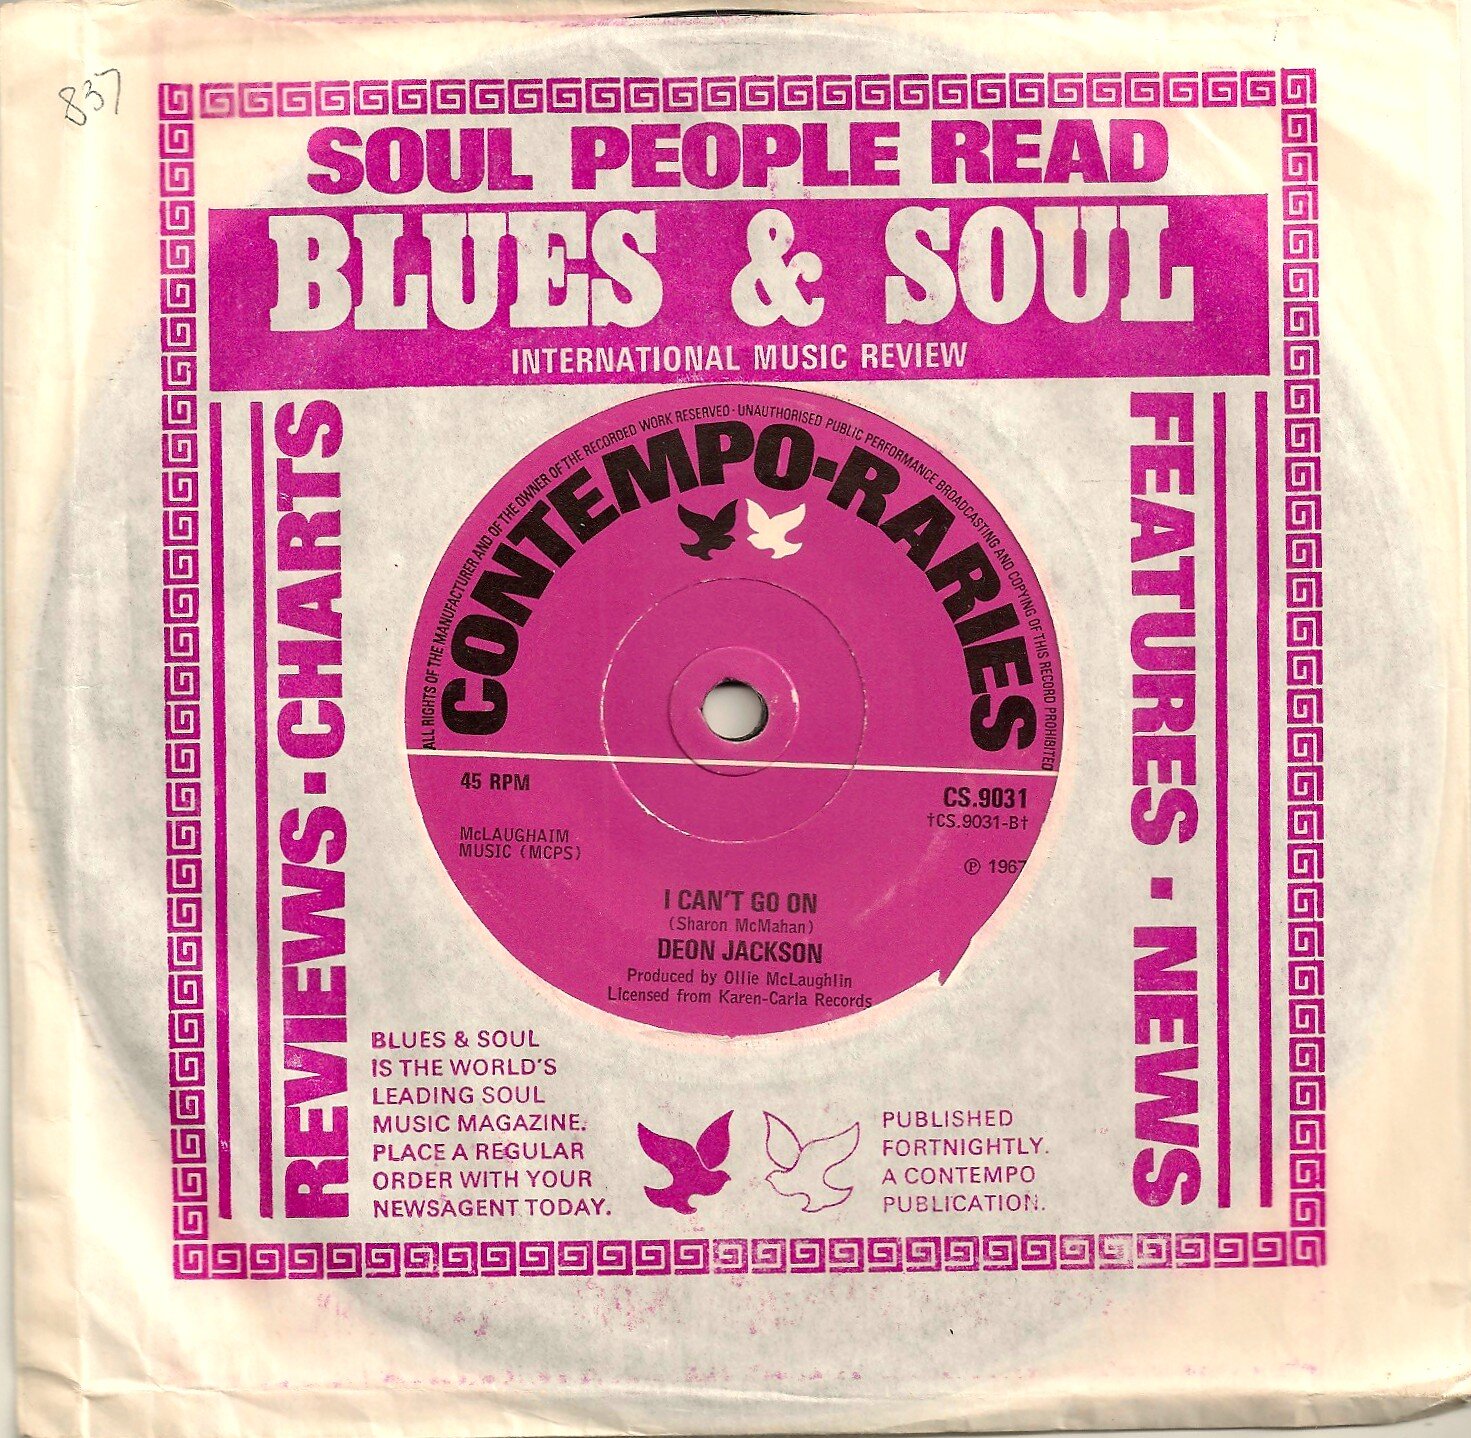 837
SOUL PEOPLE READ
BLUES & SOUL
INTERNATIONAL MUSIC REVIEW
REVIEWS·CHARTS
FEATURES·NEWS
ALL RIGHTS OF THE MANUFACTURER AND OF THE OWNER OF THE RECORDED WORK RESERVED · UNAUTHORISED PUBLIC PERFORMANCE BROADCASTING AND COPYING OF THIS RECORD PROHIBITED
CONTEMPO-RARIES
45 RPM
CS.9031
†CS.9031-B†
McLAUGHAIM
MUSIC (MCPS)
℗ 1967
I CAN'T GO ON
(Sharon McMahan)
DEON JACKSON
Produced by Ollie McLaughlin
Licensed from Karen-Carla Records
BLUES & SOUL
IS THE WORLD'S
LEADING SOUL
MUSIC MAGAZINE.
PLACE A REGULAR
ORDER WITH YOUR
NEWSAGENT TODAY.
PUBLISHED
FORTNIGHTLY.
A CONTEMPO
PUBLICATION.